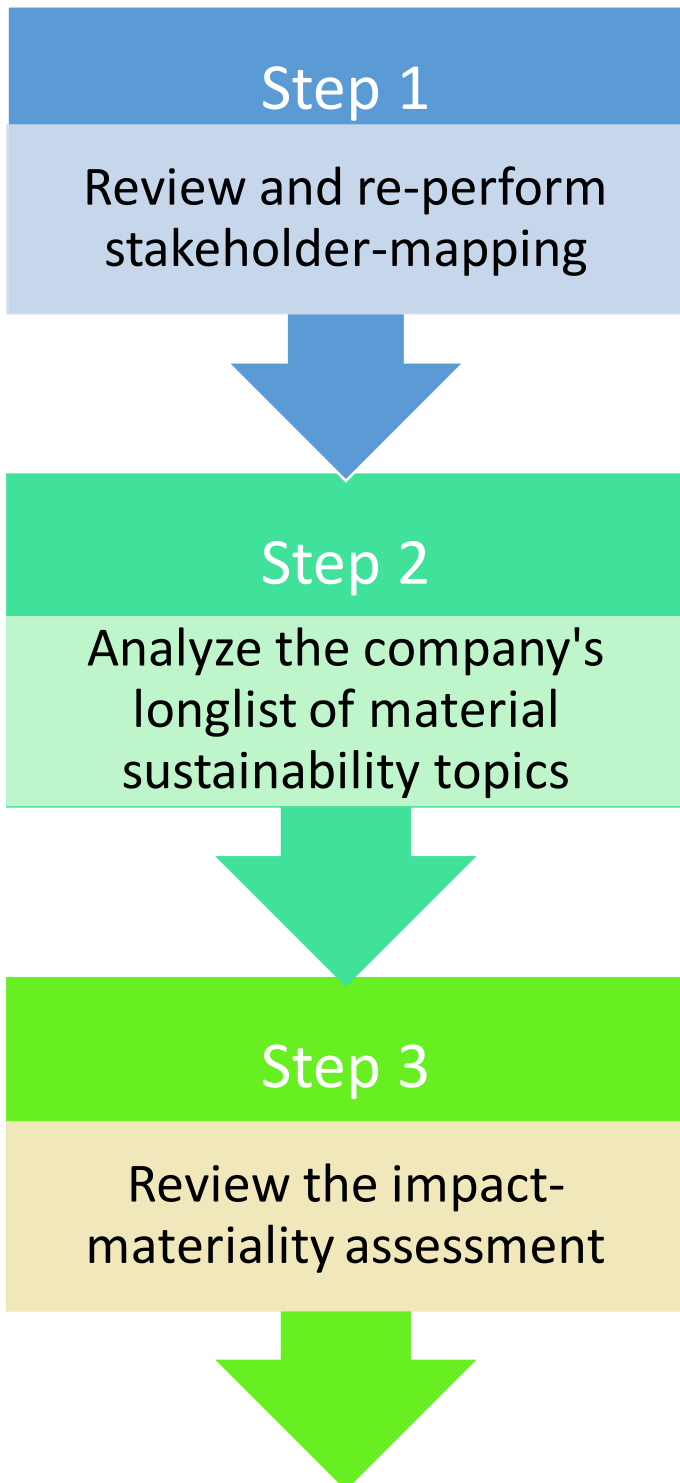 Step 1
Review and re-perform
stakeholder-mapping
Step 2
Analyze the company's
longlist of material
sustainability topics
Step 3
Review the impact-
materiality assessment